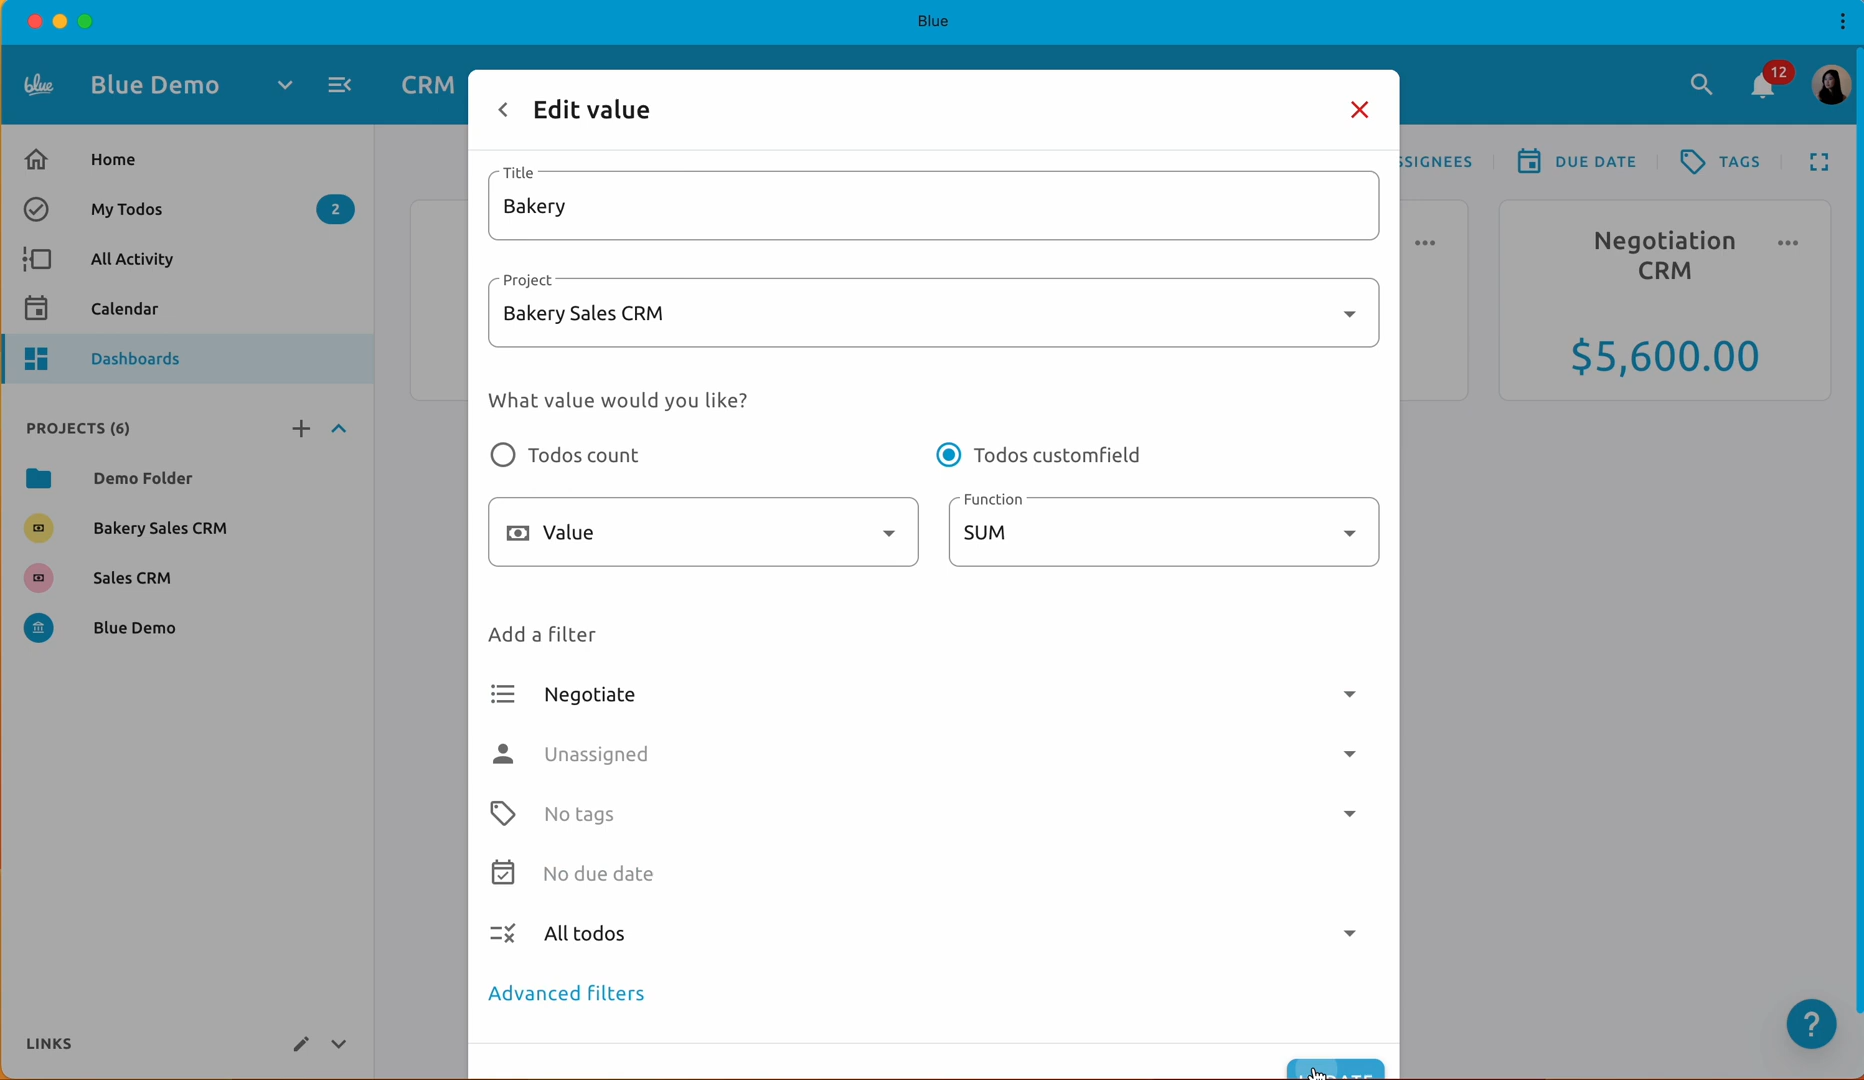 Blue
blue
Blue Demo
CRM
12
Home
My Todos
2
All Activity
Calendar
Dashboards
PROJECTS (6)
Demo Folder
Bakery Sales CRM
Sales CRM
Blue Demo
LINKS
Edit value
Title
Bakery
Project
Bakery Sales CRM
What value would you like?
Todos count
Todos customfield
Value
Function
SUM
Add a filter
Negotiate
Unassigned
No tags
No due date
All todos
Advanced filters
DUE DATE
TAGS
Negotiation
CRM
$5,600.00
?